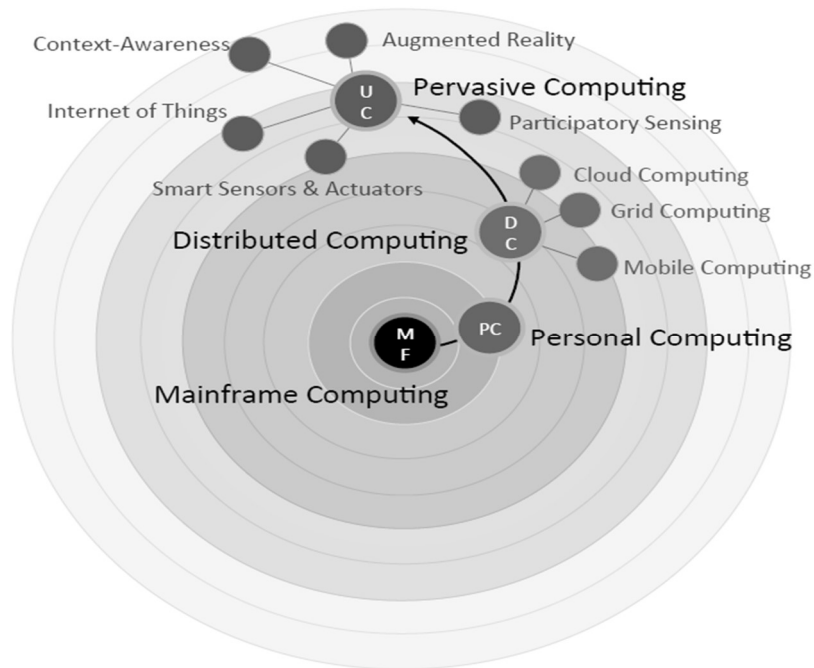 Context-Awareness
Augmented Reality
U
C
Pervasive Computing
Internet of Things
Participatory Sensing
Smart Sensors & Actuators
Cloud Computing
Grid Computing
D
C
Distributed Computing
Mobile Computing
M
F
PC
Personal Computing
Mainframe Computing